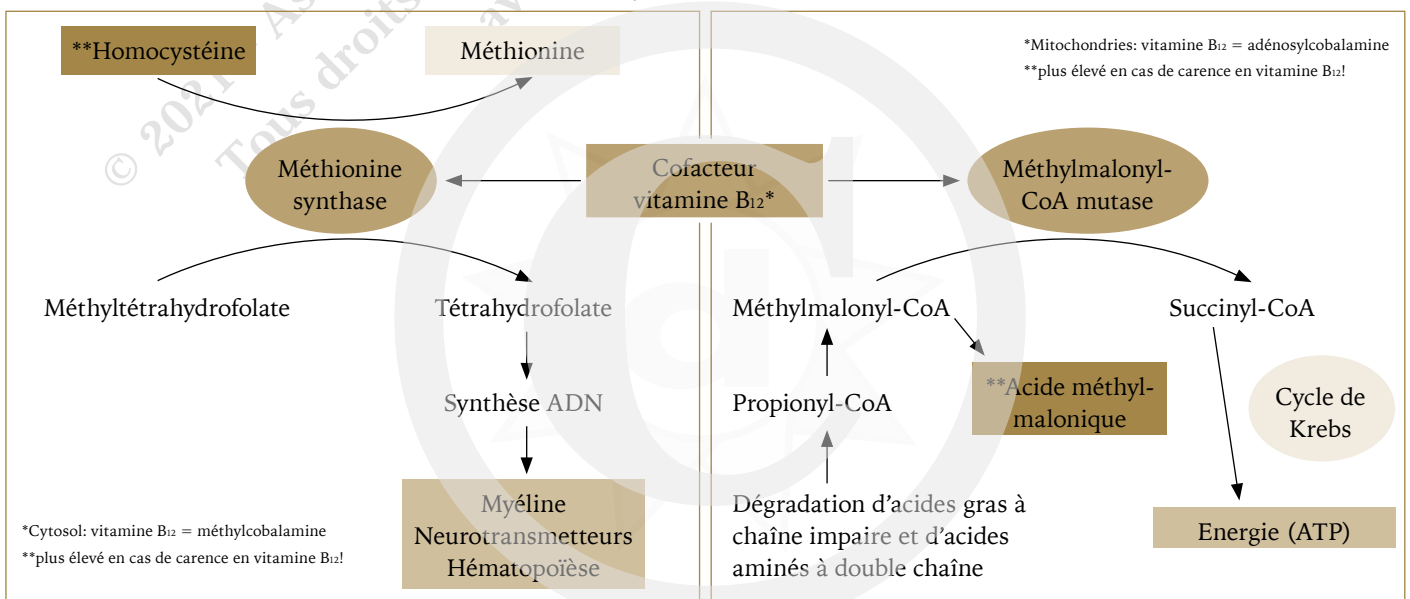 **Homocystéine
Méthionine
*Mitochondries: vitamine B₁₂ = adénosylcobalamine
**plus élevé en cas de carence en vitamine B₁₂!
© 2021
Tous droits
Méthionine
synthase
Cofacteur
vitamine B₁₂*
Méthylmalonyl-
CoA mutase
Méthyltétrahydrofolate
Tétrahydrofolate
Méthylmalonyl-CoA
Succinyl-CoA
Synthèse ADN
Propionyl-CoA
**Acide méthyl-
malonique
Cycle de
Krebs
Myéline
Neurotransmetteurs
Hématopoïèse
Dégradation d'acides gras à
chaîne impaire et d'acides
aminés à double chaîne
Energie (ATP)
*Cytosol: vitamine B₁₂ = méthylcobalamine
**plus élevé en cas de carence en vitamine B₁₂!